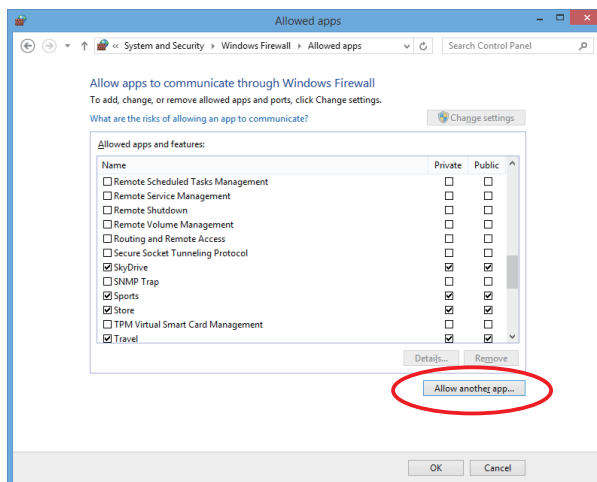 Allowed apps
« System and Security › Windows Firewall › Allowed apps
Search Control Panel
Allow apps to communicate through Windows Firewall
To add, change, or remove allowed apps and ports, click Change settings.
What are the risks of allowing an app to communicate?
Change settings
Allowed apps and features:
Name Private Public
Remote Scheduled Tasks Management
Remote Service Management
Remote Shutdown
Remote Volume Management
Routing and Remote Access
Secure Socket Tunneling Protocol
SkyDrive
SNMP Trap
Sports
Store
TPM Virtual Smart Card Management
Travel
Details... Remove
Allow another app...
OK Cancel